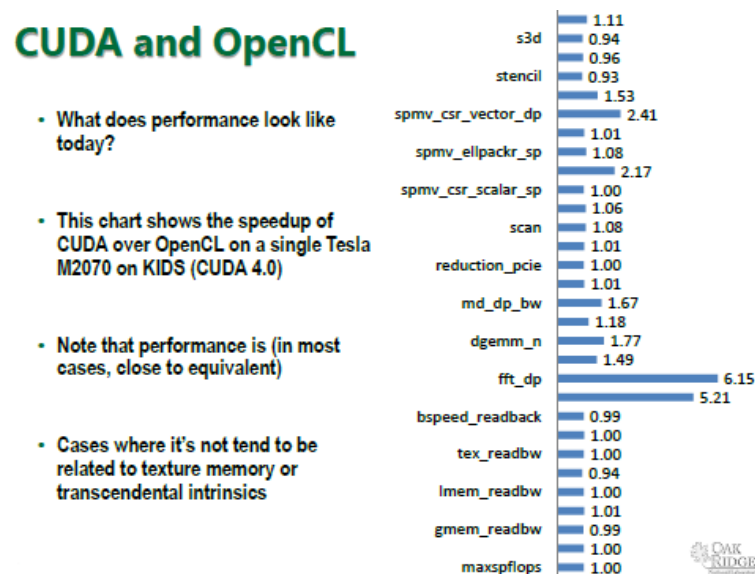 CUDA and OpenCL
• What does performance look like
today?
• This chart shows the speedup of
CUDA over OpenCL on a single Tesla
M2070 on KIDS (CUDA 4.0)
• Note that performance is (in most
cases, close to equivalent)
• Cases where it's not tend to be
related to texture memory or
transcendental intrinsics
1.11
s3d 0.94
0.96
stencil 0.93
1.53
spmv_csr_vector_dp 2.41
1.01
spmv_ellpackr_sp 1.08
2.17
spmv_csr_scalar_sp 1.00
1.06
scan 1.08
1.01
reduction_pcie 1.00
1.01
md_dp_bw 1.67
1.18
dgemm_n 1.77
1.49
fft_dp 6.15
5.21
bspeed_readback 0.99
1.00
tex_readbw 1.00
0.94
lmem_readbw 1.00
1.01
gmem_readbw 0.99
1.00
maxspflops 1.00
OAK
RIDGE